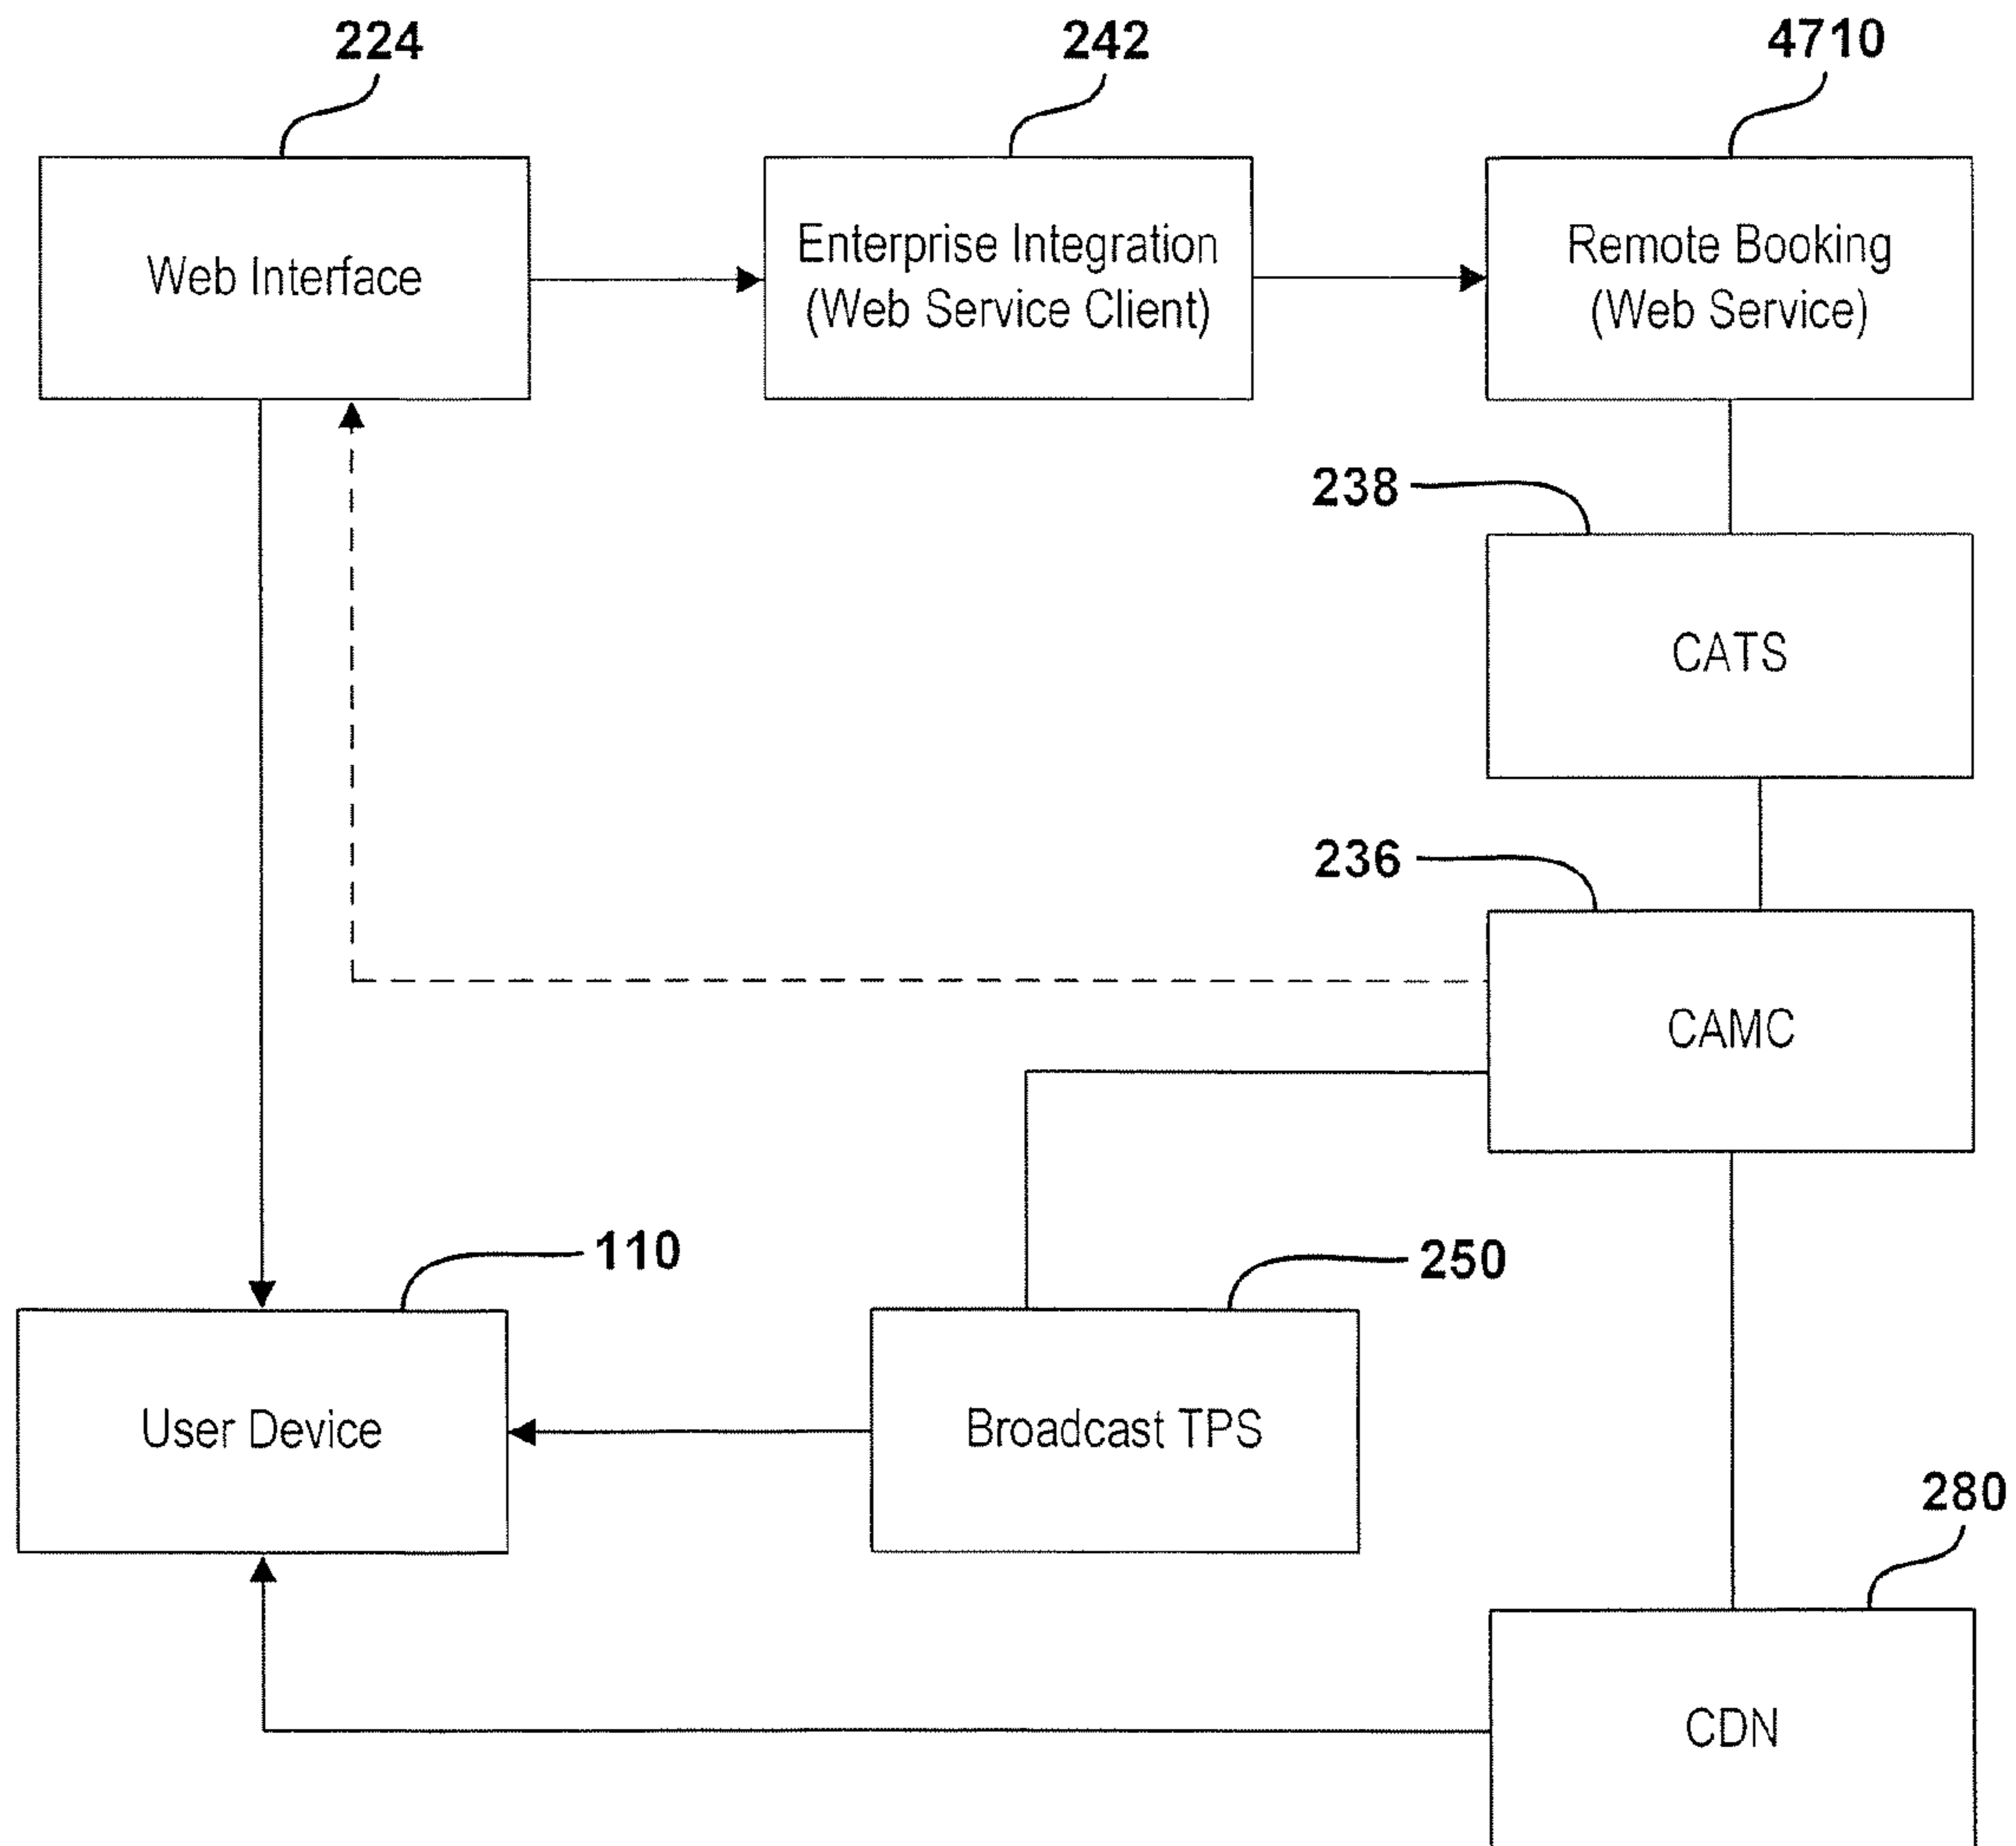 224
242
4710
Web Interface
Enterprise Integration
(Web Service Client)
Remote Booking
(Web Service)
238
CATS
236
CAMC
110
250
User Device
Broadcast TPS
280
CDN